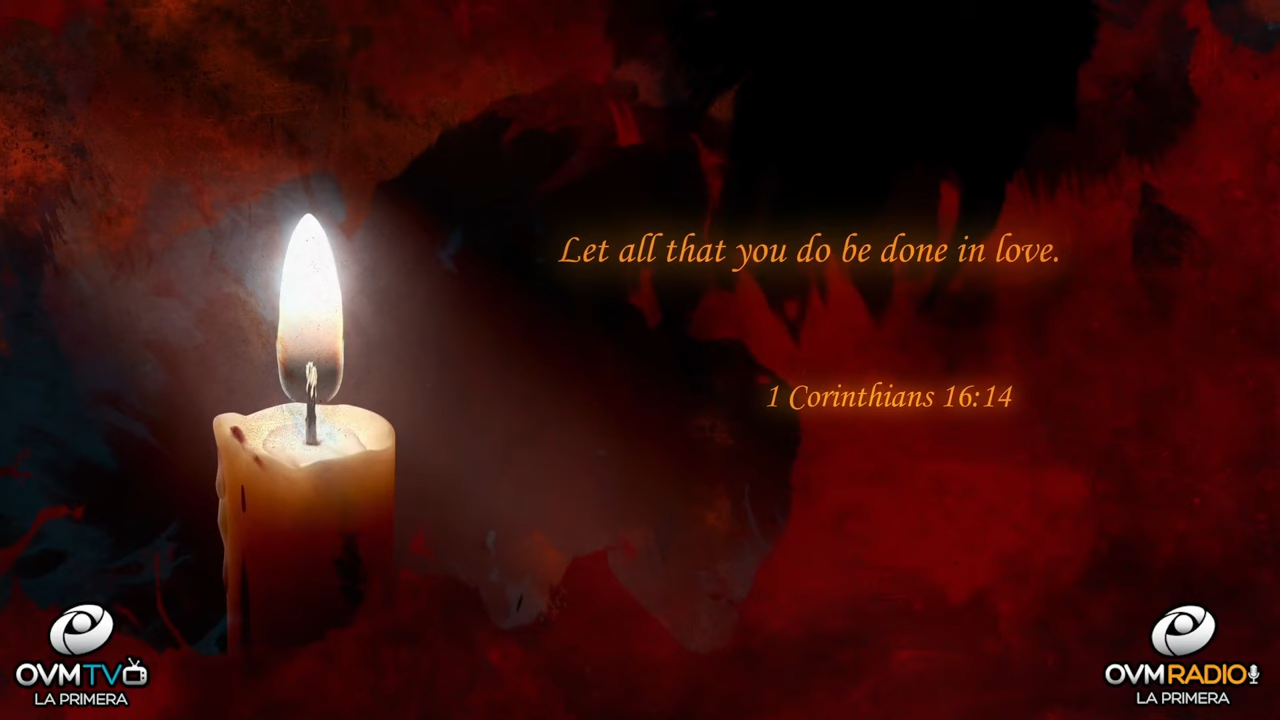 Let all that you do be done in love.
1 Corinthians 16:14
OVMTV
LA PRIMERA
OVMRADIO
LA PRIMERA